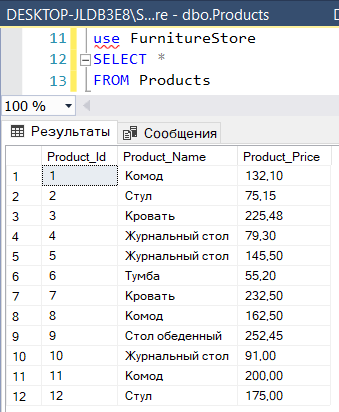 DESKTOP-JLDB3E8\S...re - dbo.Products
11 use FurnitureStore
12 SELECT *
13 FROM Products
100 %
Результаты Сообщения
Product_Id Product_Name Product_Price
1 1 Комод 132,10
2 2 Стул 75,15
3 3 Кровать 225,48
4 4 Журнальный стол 79,30
5 5 Журнальный стол 145,50
6 6 Тумба 55,20
7 7 Кровать 232,50
8 8 Комод 162,50
9 9 Стол обеденный 252,45
10 10 Журнальный стол 91,00
11 11 Комод 200,00
12 12 Стул 175,00